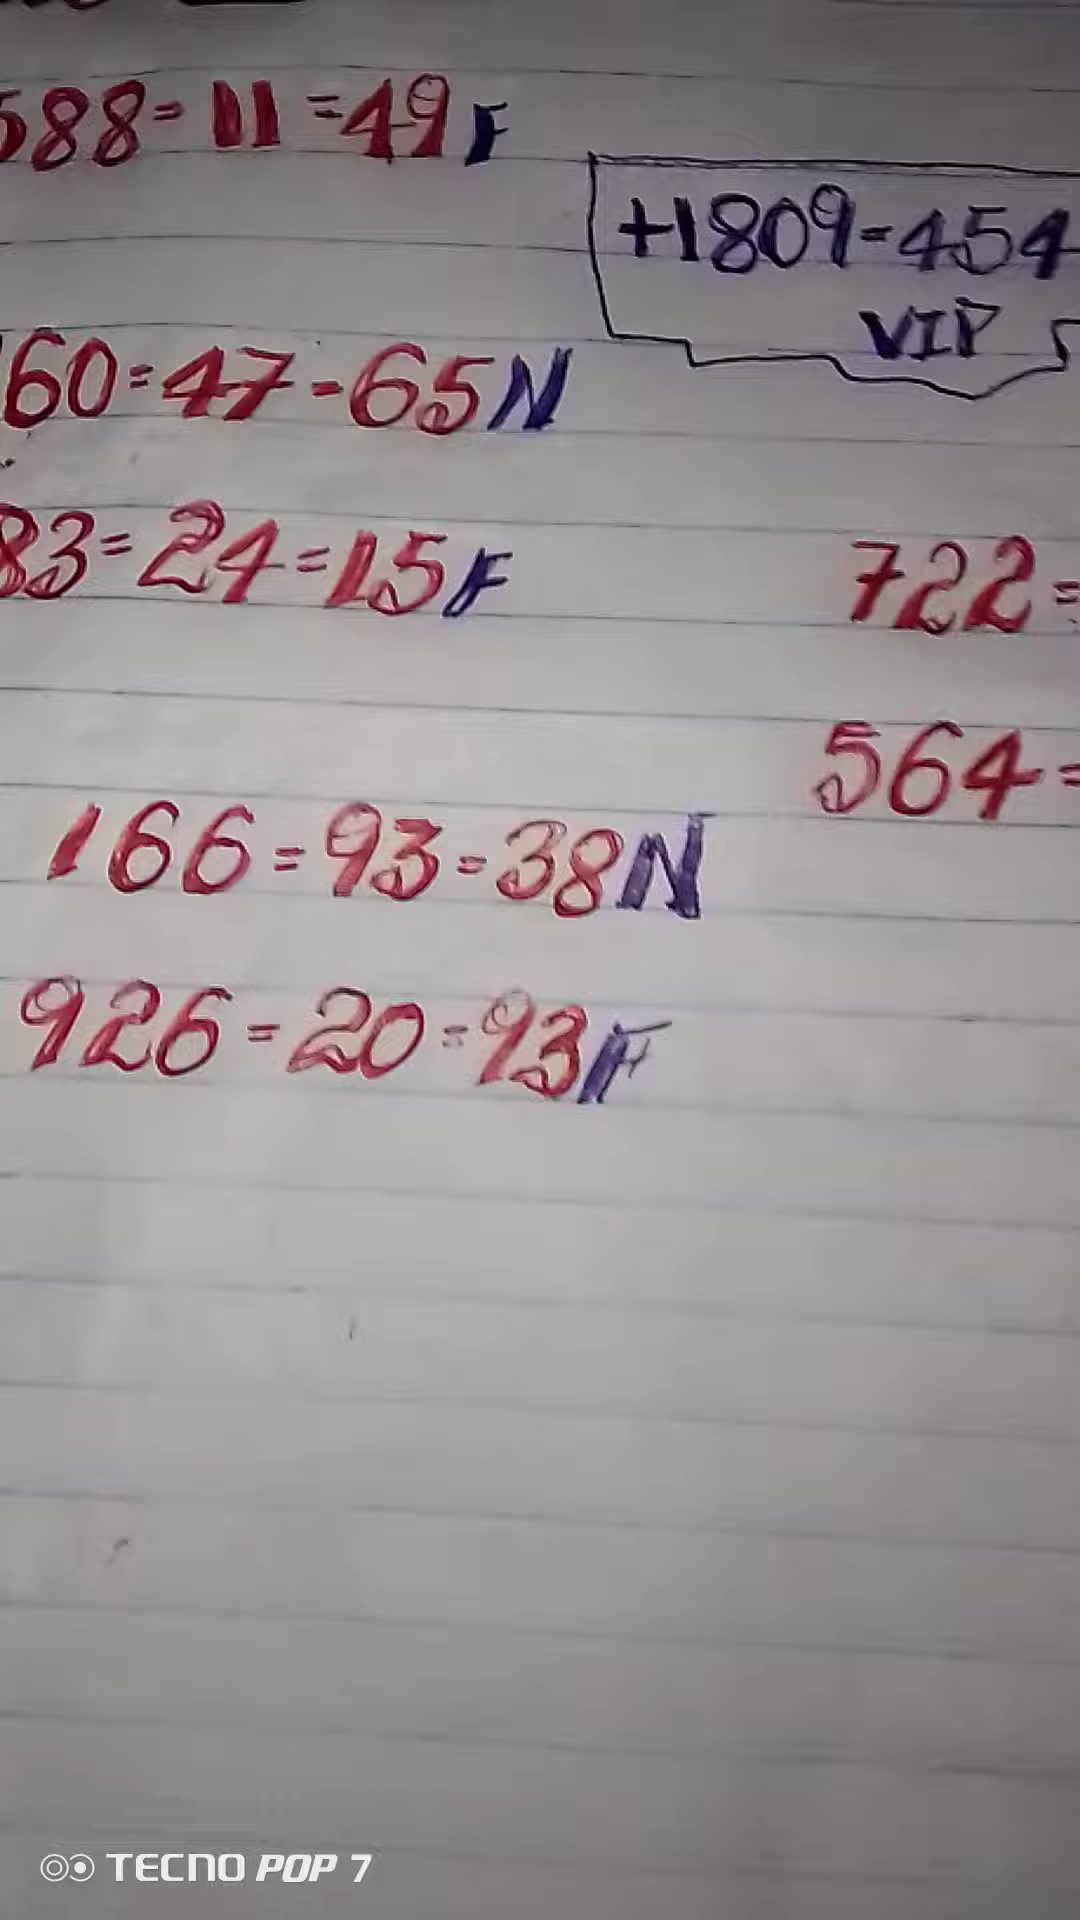 588=11=49F
+1809-454
VIP
60=47-65N
83=24=15F
722=
564=
166=93=38N
926=20=93F
TECNO POP 7